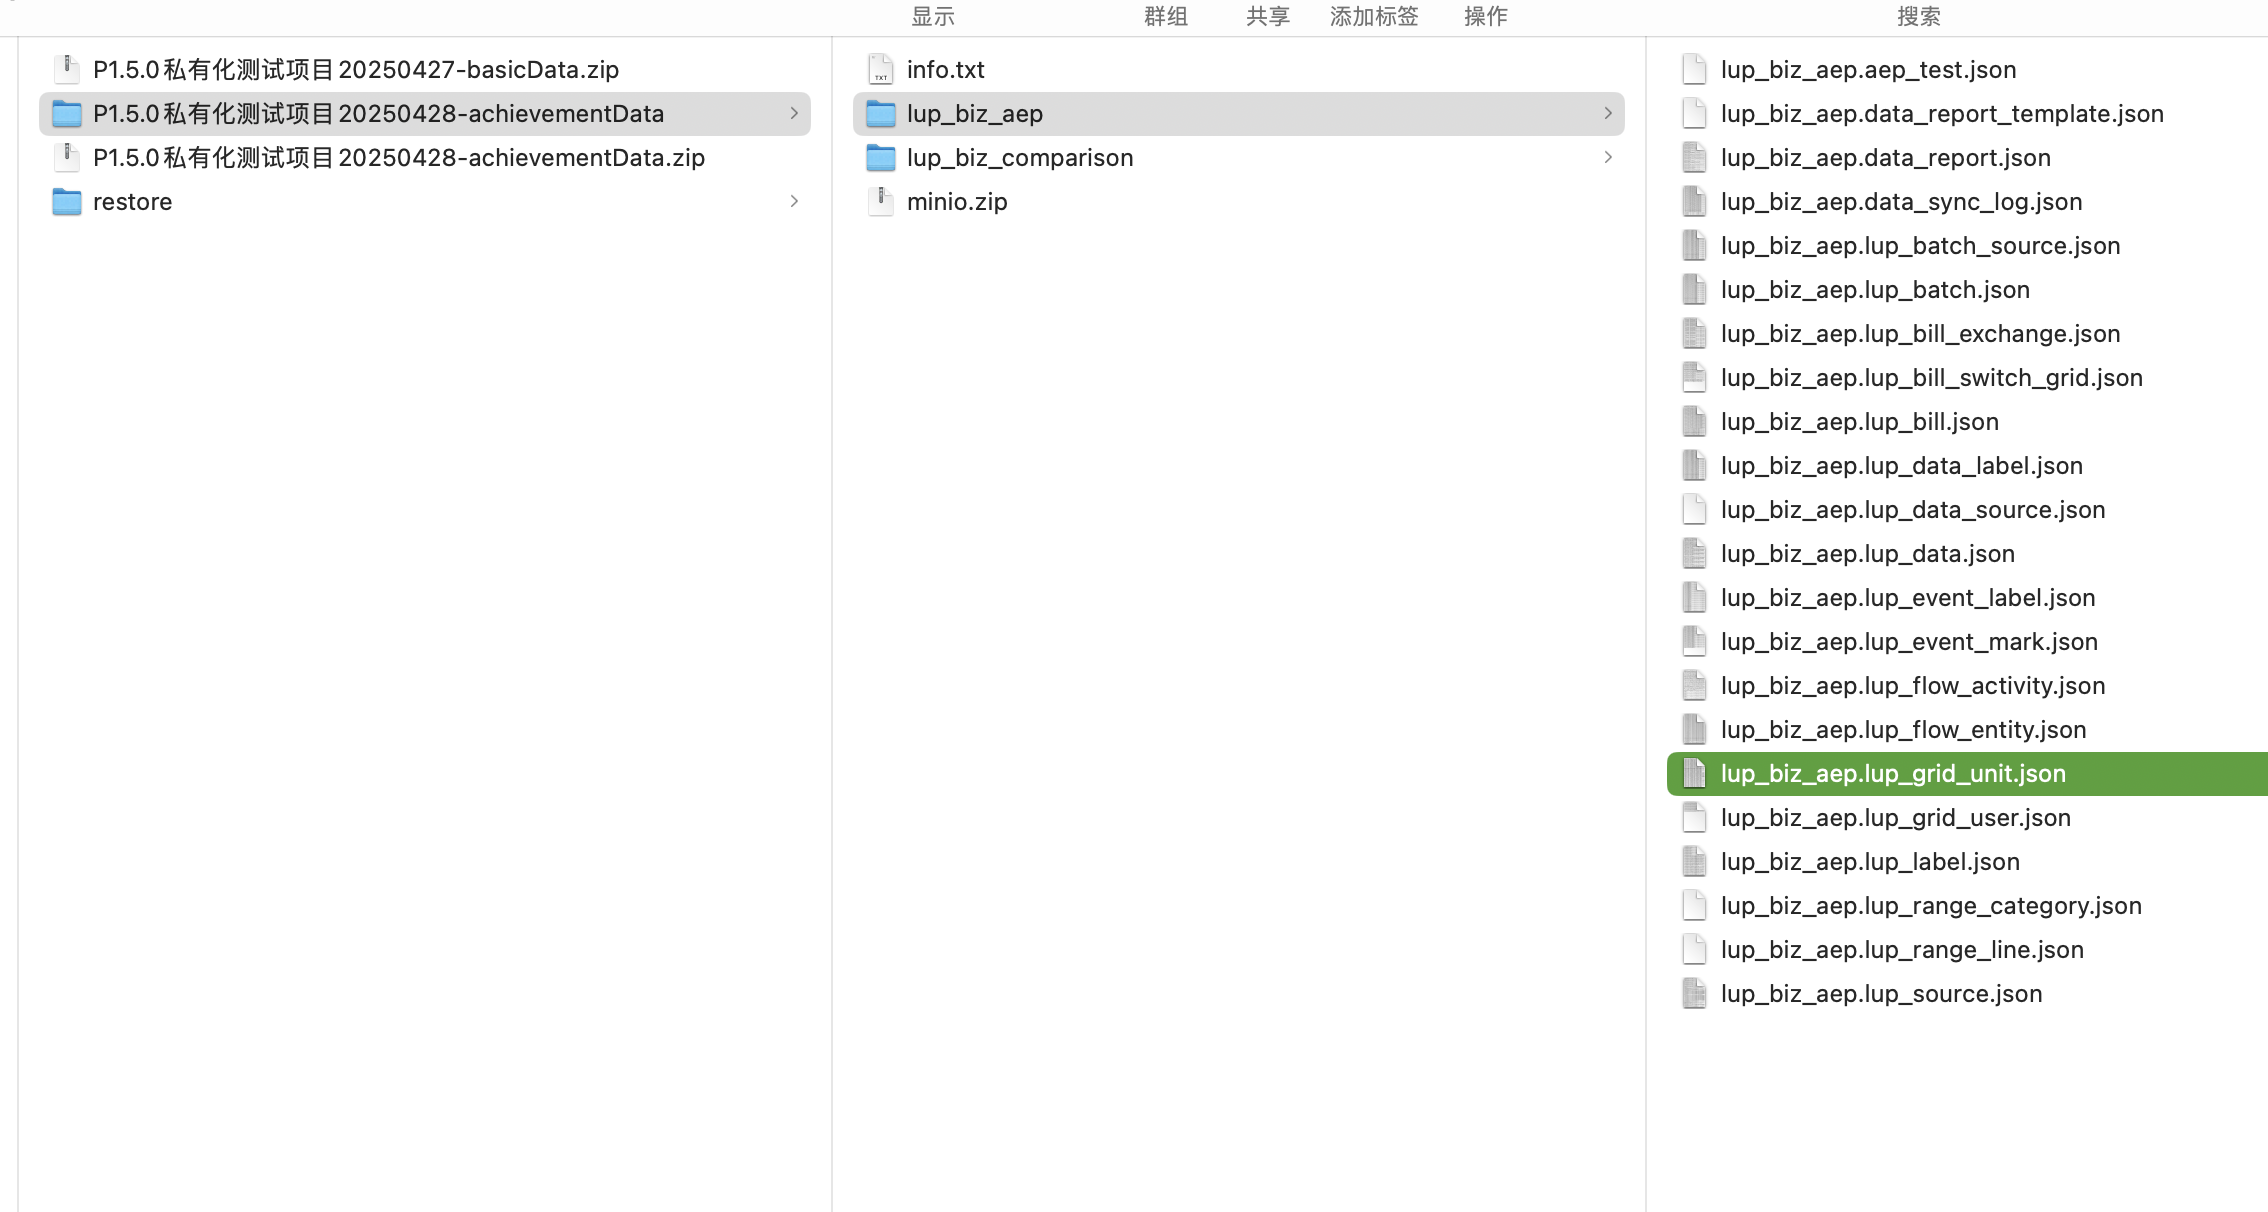 显示 群组 共享 添加标签 操作 搜索
P1.5.0私有化测试项目20250427-basicData.zip
P1.5.0私有化测试项目20250428-achievementData
P1.5.0私有化测试项目20250428-achievementData.zip
restore
info.txt
lup_biz_aep
lup_biz_comparison
minio.zip
lup_biz_aep.aep_test.json
lup_biz_aep.data_report_template.json
lup_biz_aep.data_report.json
lup_biz_aep.data_sync_log.json
lup_biz_aep.lup_batch_source.json
lup_biz_aep.lup_batch.json
lup_biz_aep.lup_bill_exchange.json
lup_biz_aep.lup_bill_switch_grid.json
lup_biz_aep.lup_bill.json
lup_biz_aep.lup_data_label.json
lup_biz_aep.lup_data_source.json
lup_biz_aep.lup_data.json
lup_biz_aep.lup_event_label.json
lup_biz_aep.lup_event_mark.json
lup_biz_aep.lup_flow_activity.json
lup_biz_aep.lup_flow_entity.json
lup_biz_aep.lup_grid_unit.json
lup_biz_aep.lup_grid_user.json
lup_biz_aep.lup_label.json
lup_biz_aep.lup_range_category.json
lup_biz_aep.lup_range_line.json
lup_biz_aep.lup_source.json